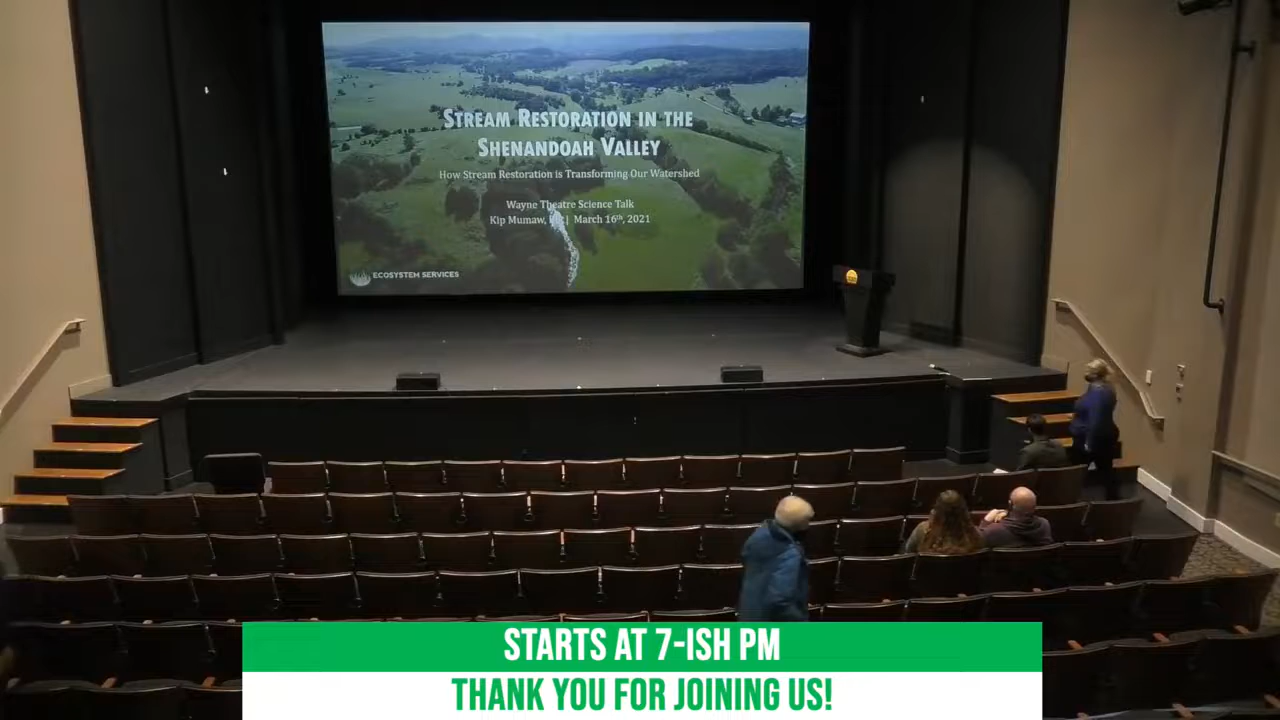 STREAM RESTORATION IN THE
SHENANDOAH VALLEY
How Stream Restoration is Transforming Our Watershed
Wayne Theatre Science Talk
Kip Mumaw, | March 16th, 2021
ECOSYSTEM SERVICES
STARTS AT 7-ISH PM
THANK YOU FOR JOINING US!